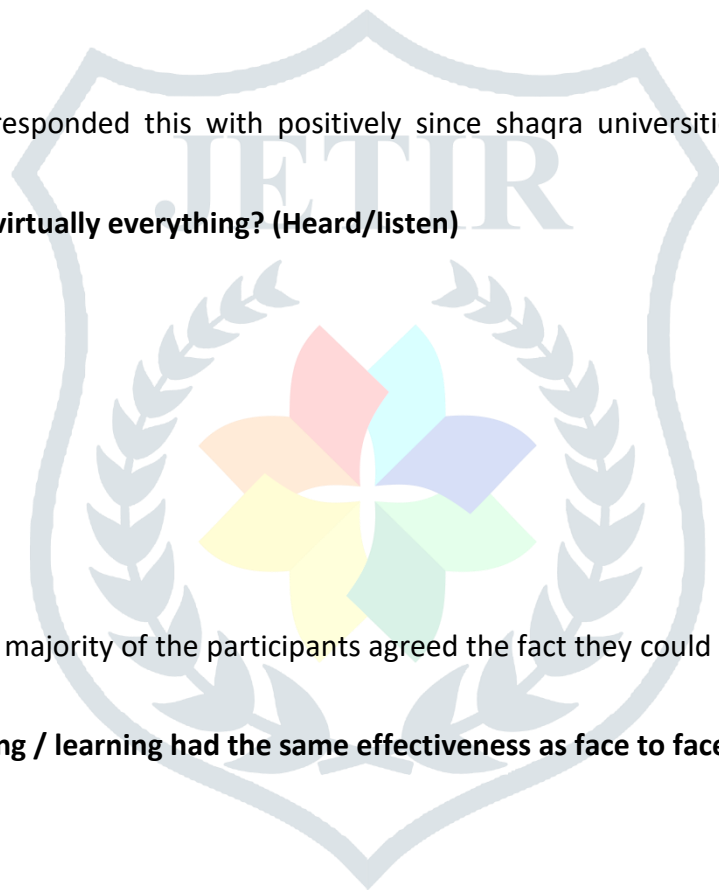 responded this with positively since shaqra universiti
JETIR
virtually everything? (Heard/listen)
majority of the participants agreed the fact they could
ng / learning had the same effectiveness as face to face